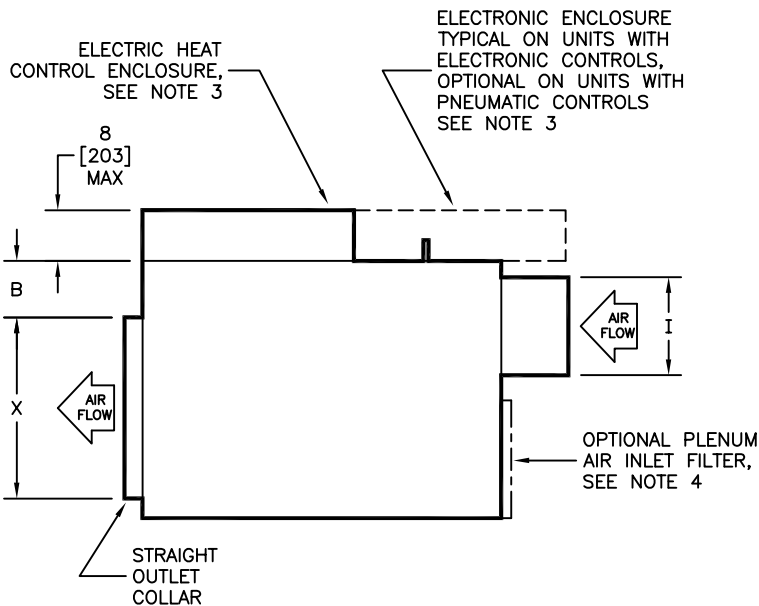 ELECTRONIC ENCLOSURE
TYPICAL ON UNITS WITH
ELECTRONIC CONTROLS,
OPTIONAL ON UNITS WITH
PNEUMATIC CONTROLS
SEE NOTE 3
ELECTRIC HEAT
CONTROL ENCLOSURE,
SEE NOTE 3
8
[203]
MAX
B
X
AIR
FLOW
AIR
FLOW
I
OPTIONAL PLENUM
AIR INLET FILTER,
SEE NOTE 4
STRAIGHT
OUTLET
COLLAR